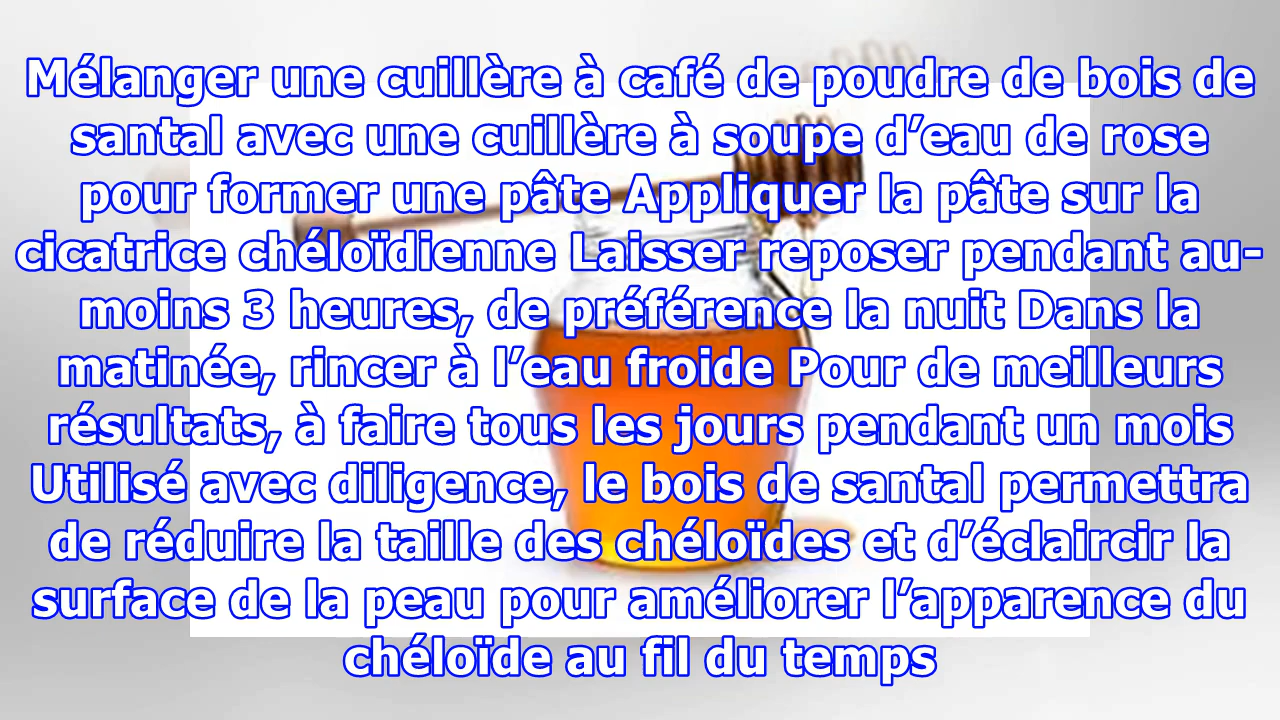 Mélanger une cuillère à café de poudre de bois de
santal avec une cuillère à soupe d’eau de rose
pour former une pâte Appliquer la pâte sur la
cicatrice chéloïdienne Laisser reposer pendant au-
moins 3 heures, de préférence la nuit Dans la
matinée, rincer à l’eau froide Pour de meilleurs
résultats, à faire tous les jours pendant un mois
Utilisé avec diligence, le bois de santal permettra
de réduire la taille des chéloïdes et d’éclaircir la
surface de la peau pour améliorer l’apparence du
chéloïde au fil du temps